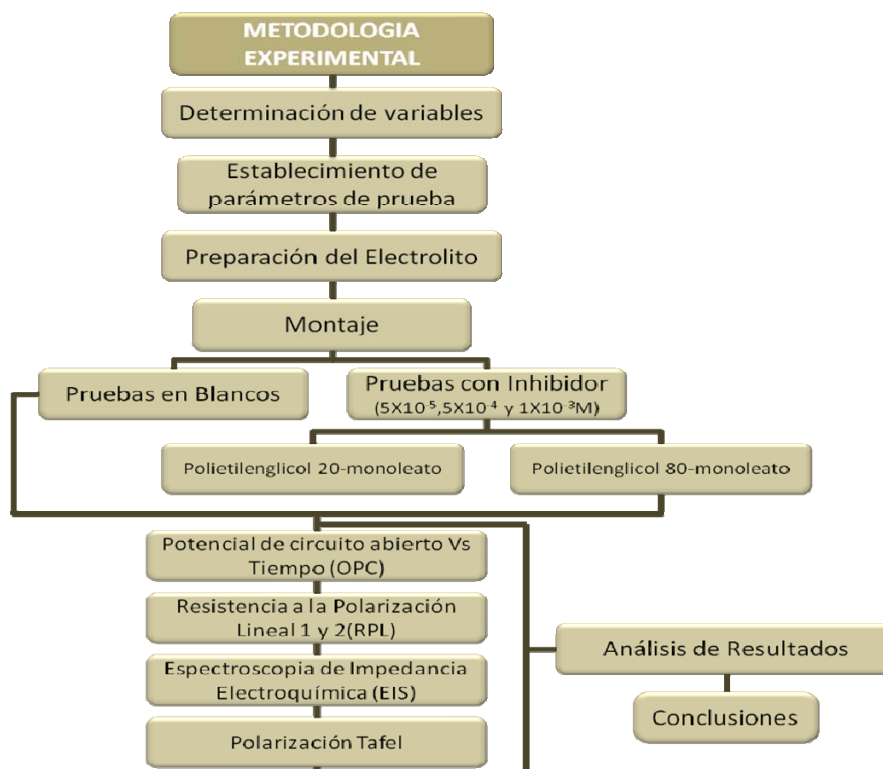 METODOLOGIA
EXPERIMENTAL
Determinación de variables
Establecimiento de
parámetros de prueba
Preparación del Electrolito
Montaje
Pruebas en Blancos
Pruebas con Inhibidor
(5X10⁻⁵,5X10⁻⁴ y 1X10⁻³M)
Polietilenglicol 20-monoleato
Polietilenglicol 80-monoleato
Potencial de circuito abierto Vs
Tiempo (OPC)
Resistencia a la Polarización
Lineal 1 y 2(RPL)
Espectroscopia de Impedancia
Electroquímica (EIS)
Polarización Tafel
Análisis de Resultados
Conclusiones